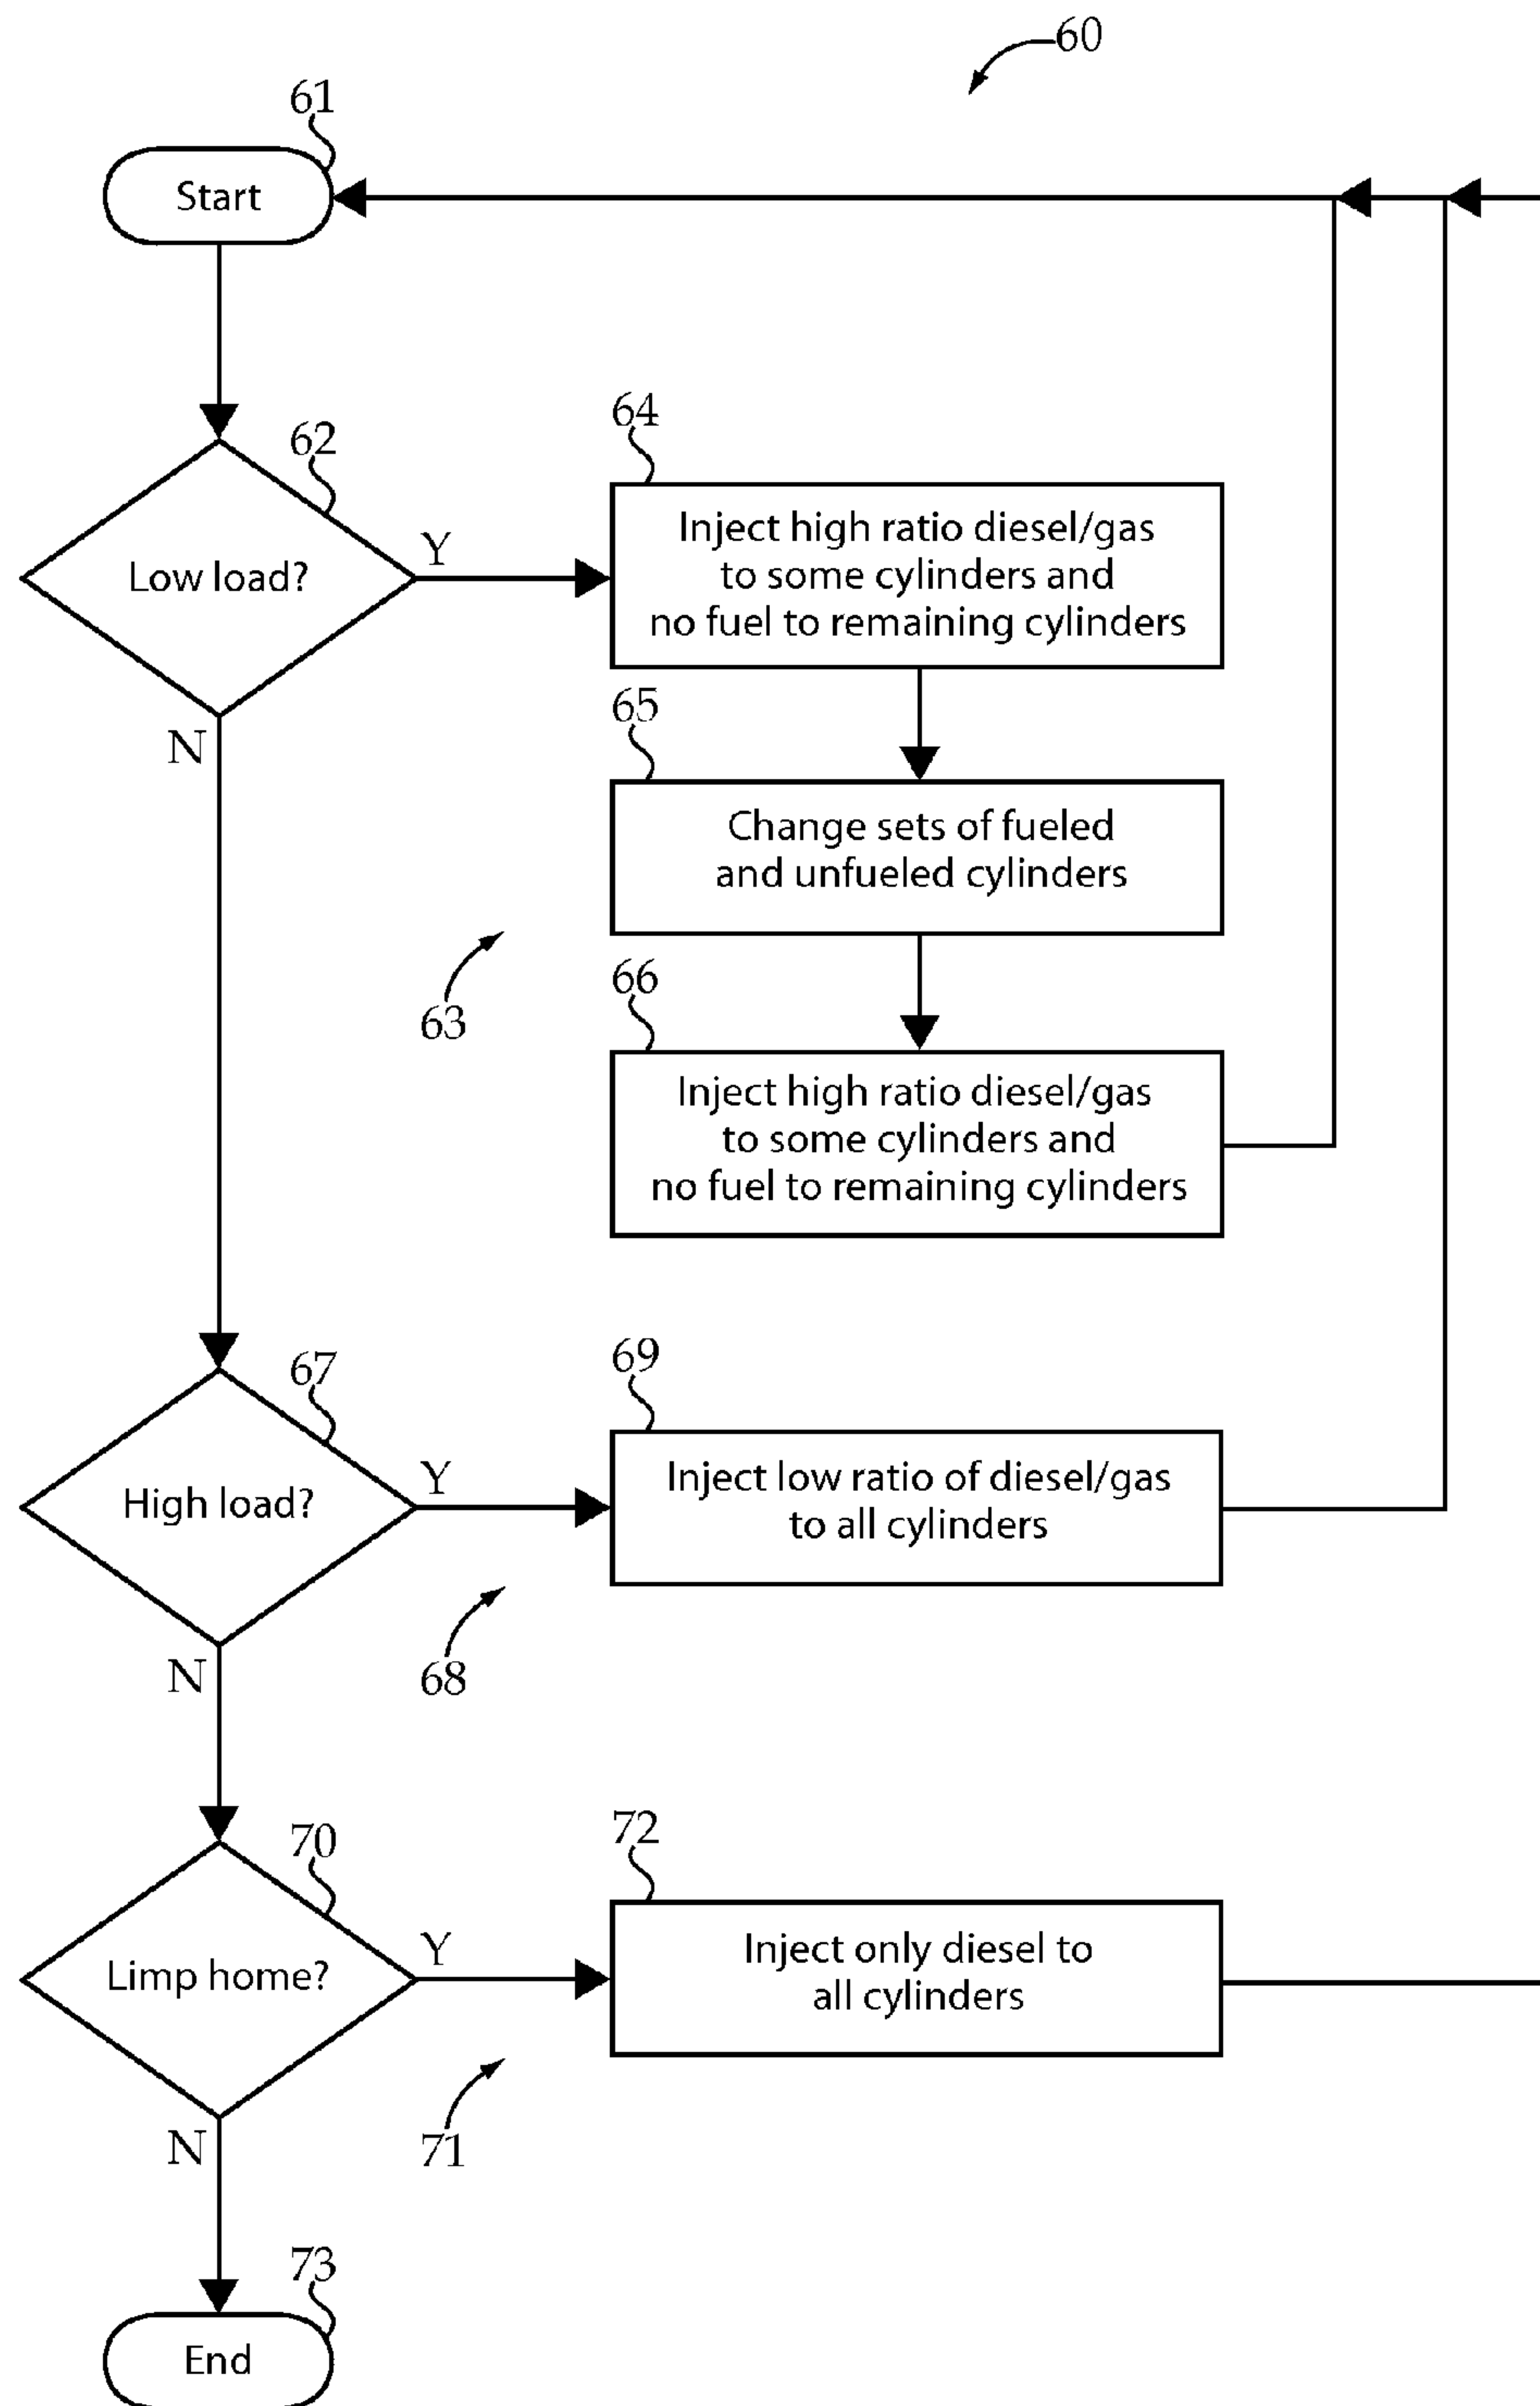 60
61
Start
62
Low load?
Y
N
64
Inject high ratio diesel/gas
to some cylinders and
no fuel to remaining cylinders
65
Change sets of fueled
and unfueled cylinders
63
66
Inject high ratio diesel/gas
to some cylinders and
no fuel to remaining cylinders
67
High load?
Y
N
69
Inject low ratio of diesel/gas
to all cylinders
68
70
Limp home?
Y
N
72
Inject only diesel to
all cylinders
71
73
End